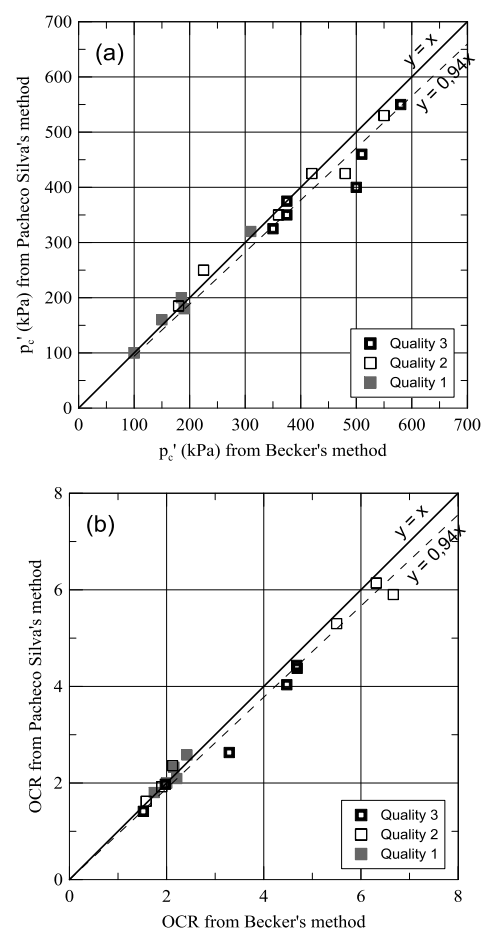 700
600
500
400
300
200
100
0
(a)
y = x
y = 0,94x
Quality 3
Quality 2
Quality 1
0 100 200 300 400 500 600 700
pc' (kPa) from Becker's method
pc' (kPa) from Pacheco Silva's method
8
6
4
2
0
(b)
y = x
y = 0,94x
Quality 3
Quality 2
Quality 1
0 2 4 6 8
OCR from Becker's method
OCR from Pacheco Silva's method